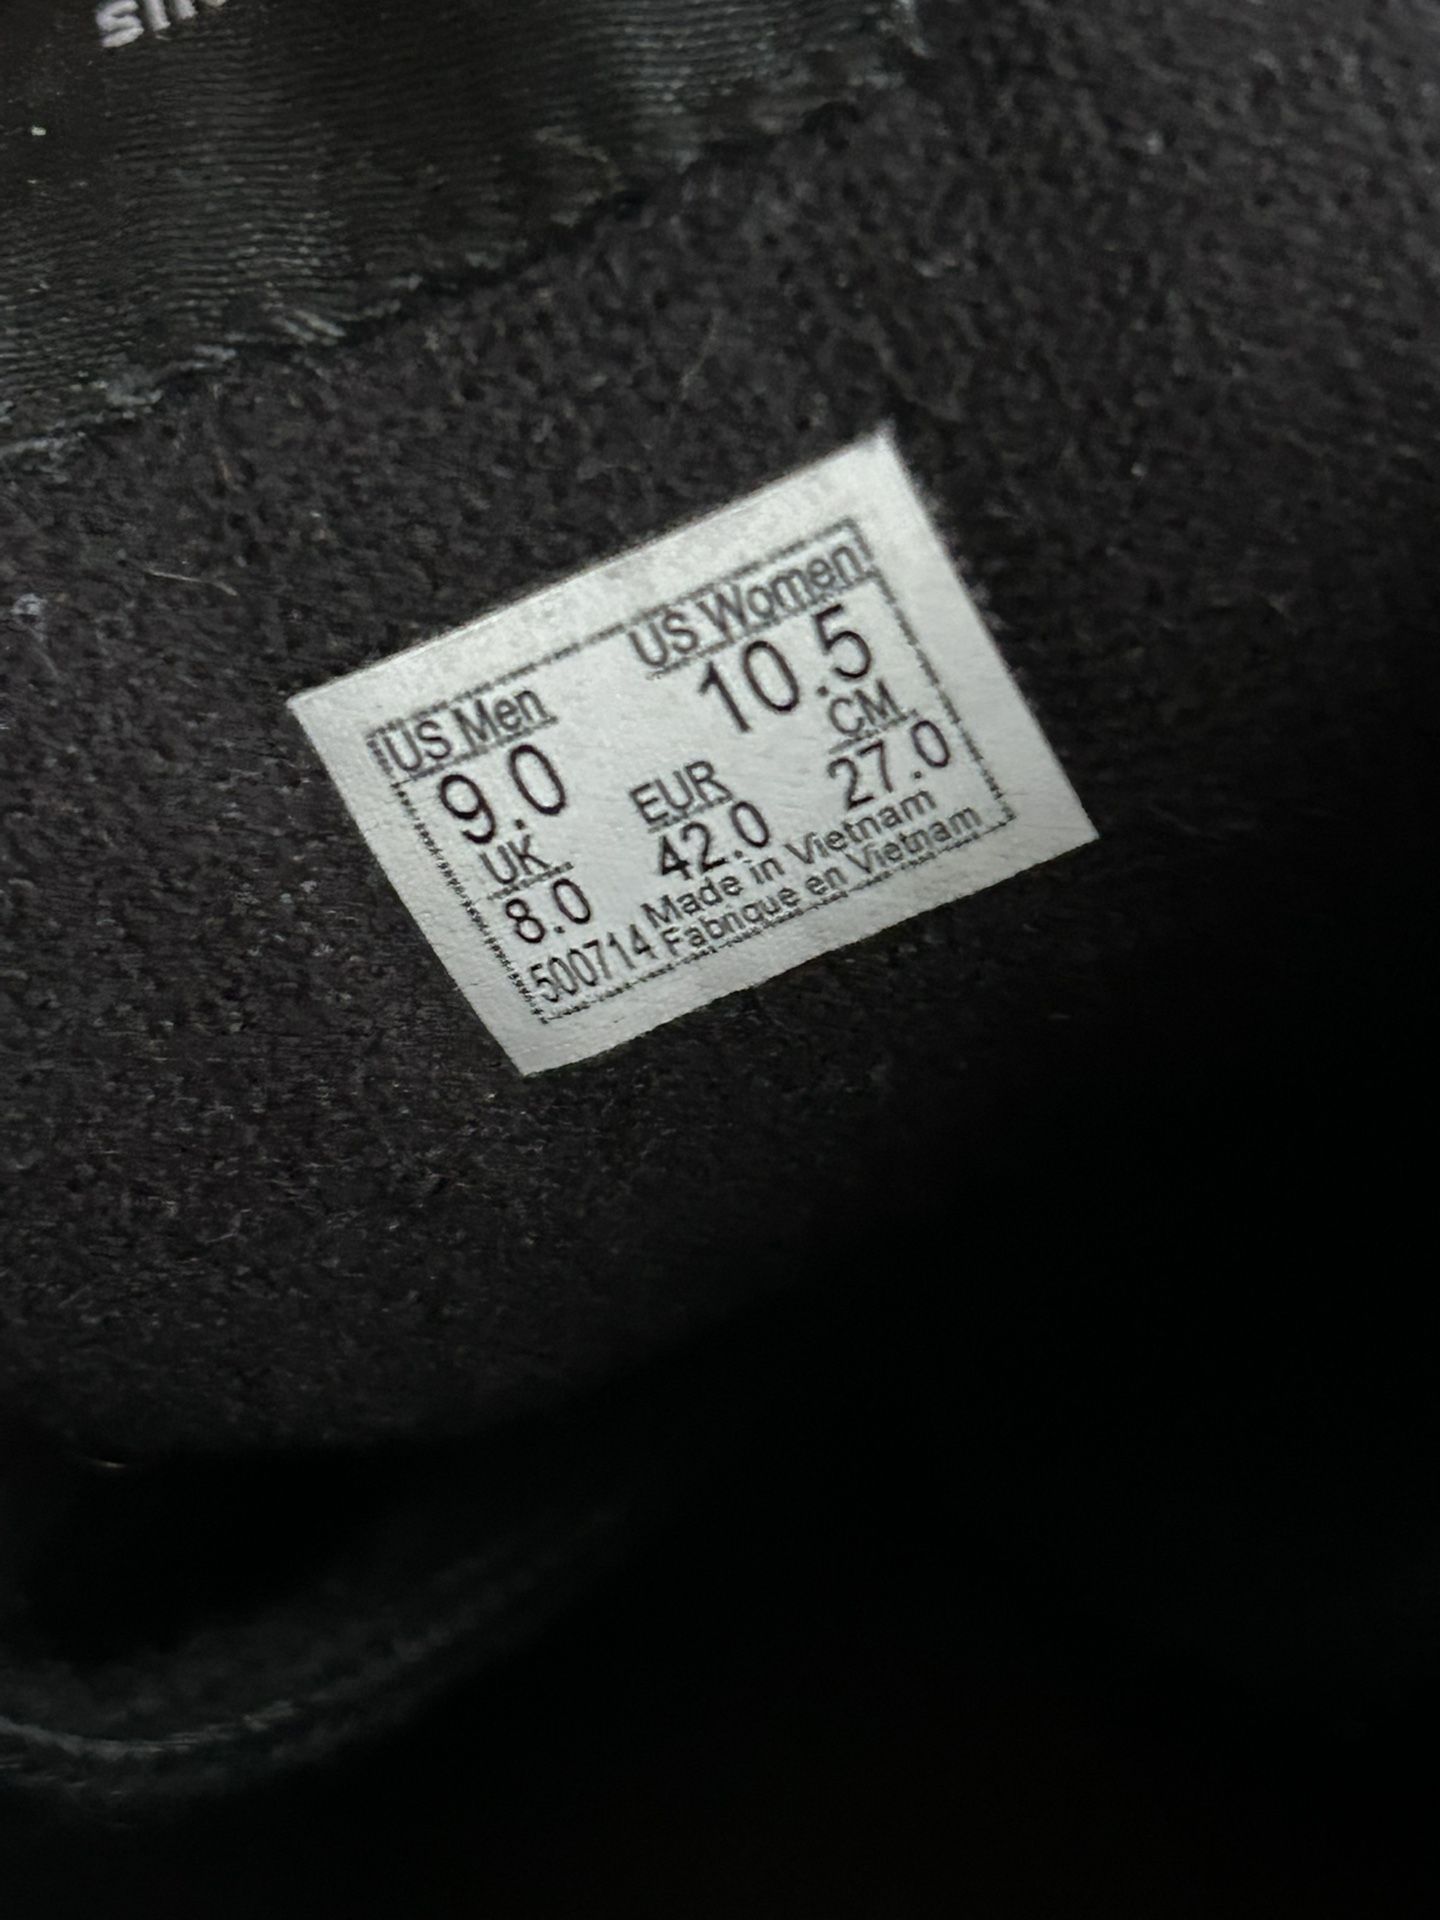 US Men US Women
9.0 10.5
UK EUR CM
8.0 42.0 27.0
500714 Made in Vietnam
Fabrique en Vietnam